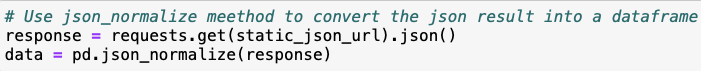 # Use json_normalize meethod to convert the json result into a dataframe
response = requests.get(static_json_url).json()
data = pd.json_normalize(response)